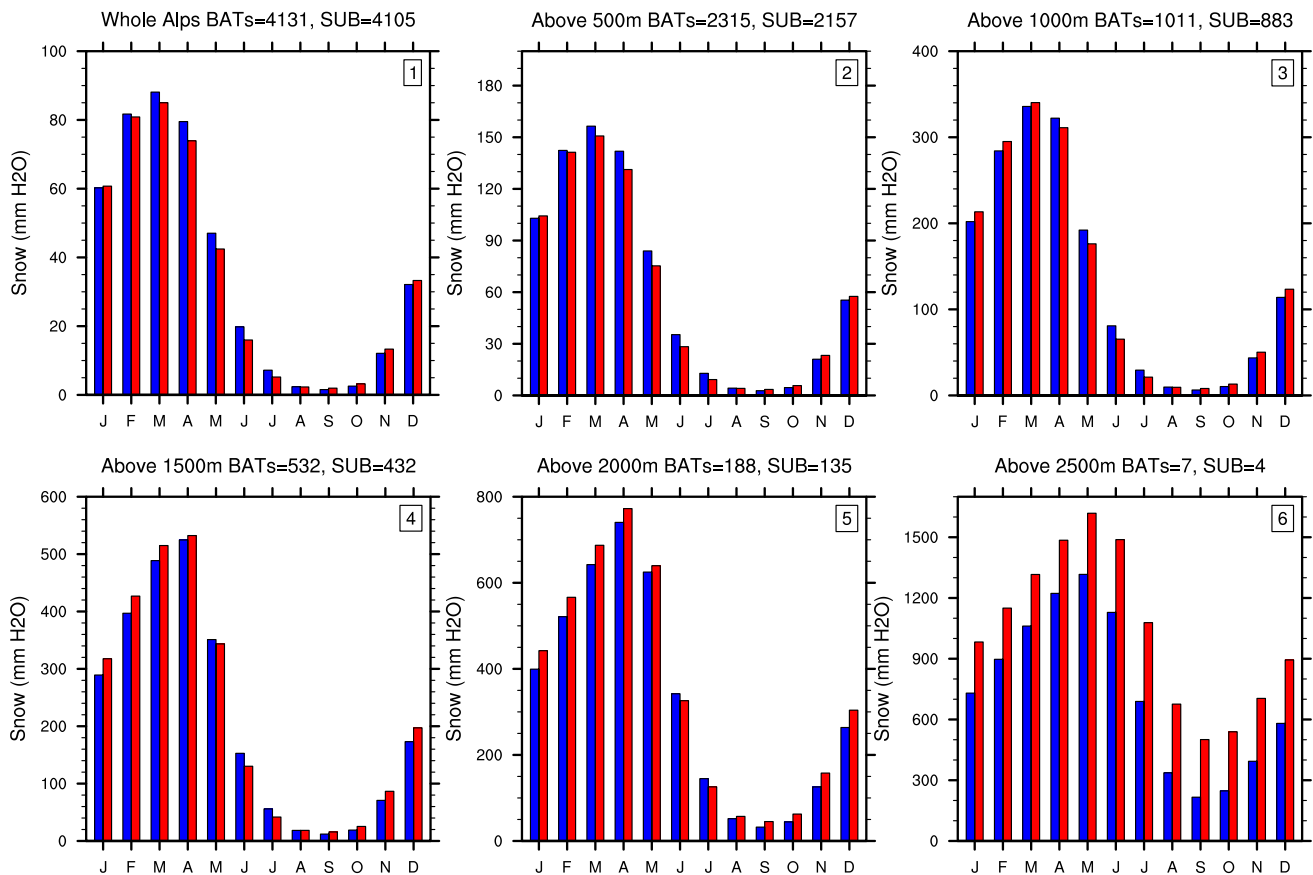 Whole Alps BATs=4131, SUB=4105
Above 500m BATs=2315, SUB=2157
Above 1000m BATs=1011, SUB=883
1
2
3
Snow (mm H2O)
100
80
60
40
20
0
J F M A M J J A S O N D
Snow (mm H2O)
180
150
120
90
60
30
0
J F M A M J J A S O N D
Snow (mm H2O)
400
300
200
100
0
J F M A M J J A S O N D
Above 1500m BATs=532, SUB=432
Above 2000m BATs=188, SUB=135
Above 2500m BATs=7, SUB=4
4
5
6
Snow (mm H2O)
600
500
400
300
200
100
0
J F M A M J J A S O N D
Snow (mm H2O)
800
600
400
200
0
J F M A M J J A S O N D
Snow (mm H2O)
1500
1200
900
600
300
0
J F M A M J J A S O N D